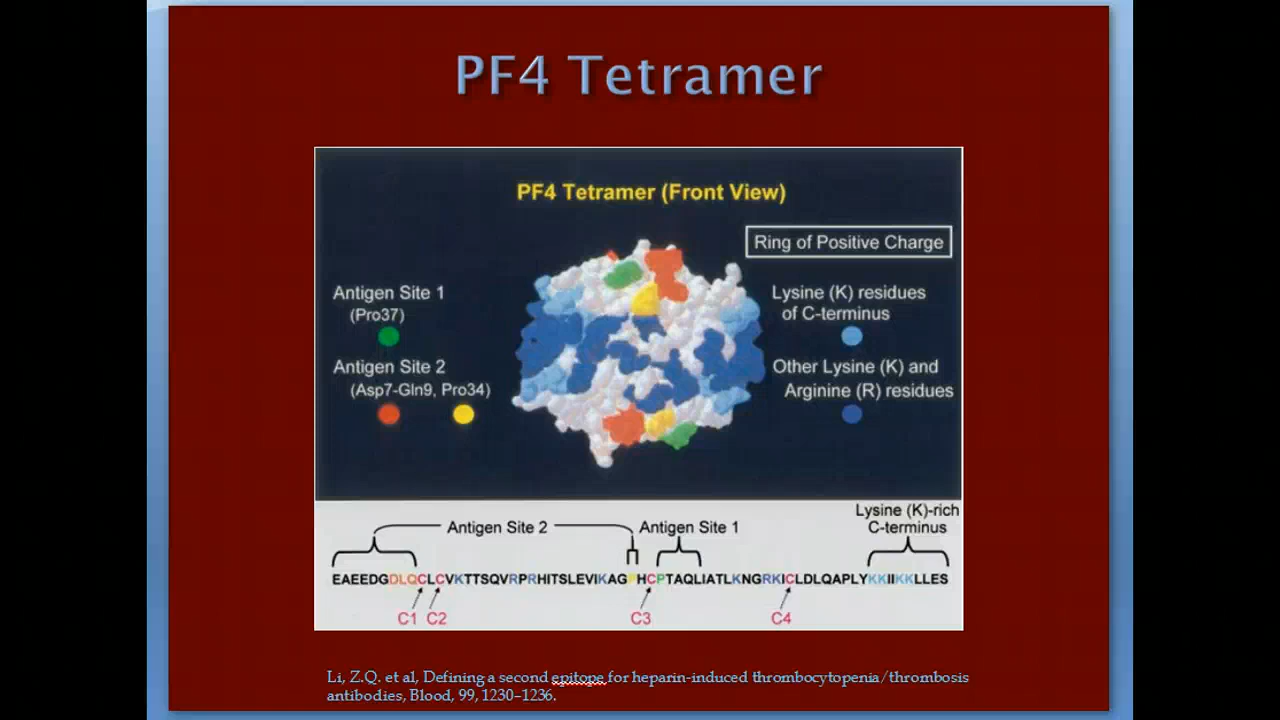 PF4 Tetramer
PF4 Tetramer (Front View)
Ring of Positive Charge
Antigen Site 1
(Pro37)
Antigen Site 2
(Asp7-Gln9, Pro34)
Lysine (K) residues
of C-terminus
Other Lysine (K) and
Arginine (R) residues
Lysine (K)-rich
C-terminus
Antigen Site 2
Antigen Site 1
EAEEDGDLQCLCVKTTSQVRPRHITSLEVIKAGPHCPTAQLIATLKNGRKICLDLQAPLYKKIIKKLLES
C1 C2 C3 C4
Li, Z.Q. et al, Defining a second epitope for heparin-induced thrombocytopenia/thrombosis
antibodies, Blood, 99, 1230–1236.